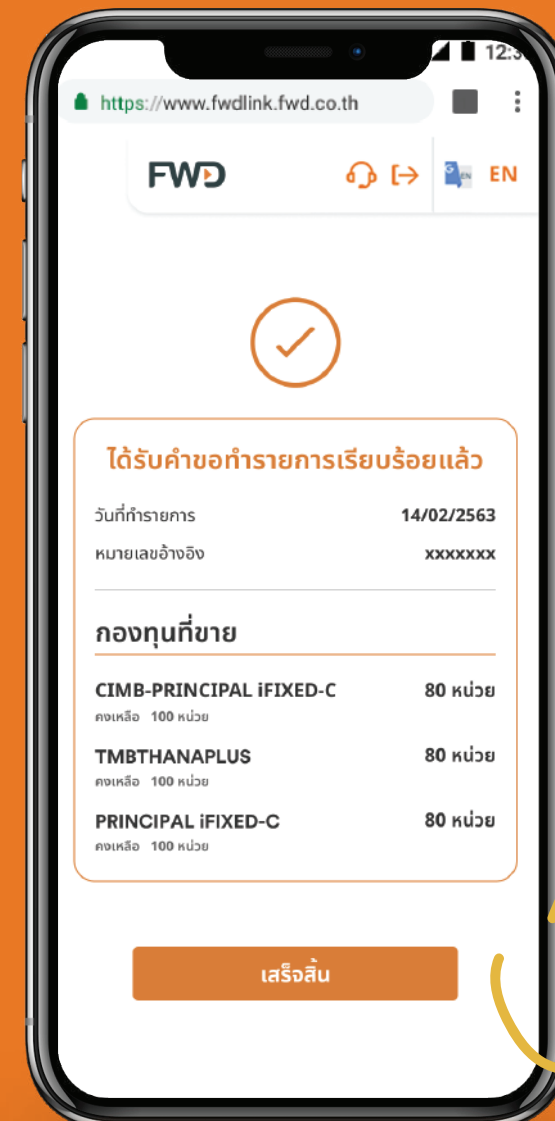 12:3
https://www.fwdlink.fwd.co.th
FWD EN EN
ได้รับคำขอทำรายการเรียบร้อยแล้ว
วันที่ทำรายการ 14/02/2563
หมายเลขอ้างอิง xxxxxxx
กองทุนที่ขาย
CIMB-PRINCIPAL iFIXED-C 80 หน่วย
คงเหลือ 100 หน่วย
TMBTHANAPLUS 80 หน่วย
คงเหลือ 100 หน่วย
PRINCIPAL iFIXED-C 80 หน่วย
คงเหลือ 100 หน่วย
เสร็จสิ้น